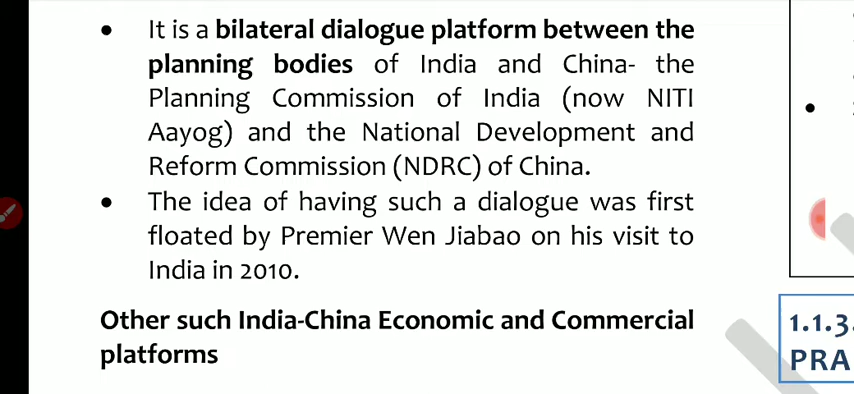 • It is a bilateral dialogue platform between the
planning bodies of India and China- the
Planning Commission of India (now NITI
Aayog) and the National Development and
Reform Commission (NDRC) of China.
• The idea of having such a dialogue was first
floated by Premier Wen Jiabao on his visit to
India in 2010.
Other such India-China Economic and Commercial
platforms
•
1.1.3.
PRA